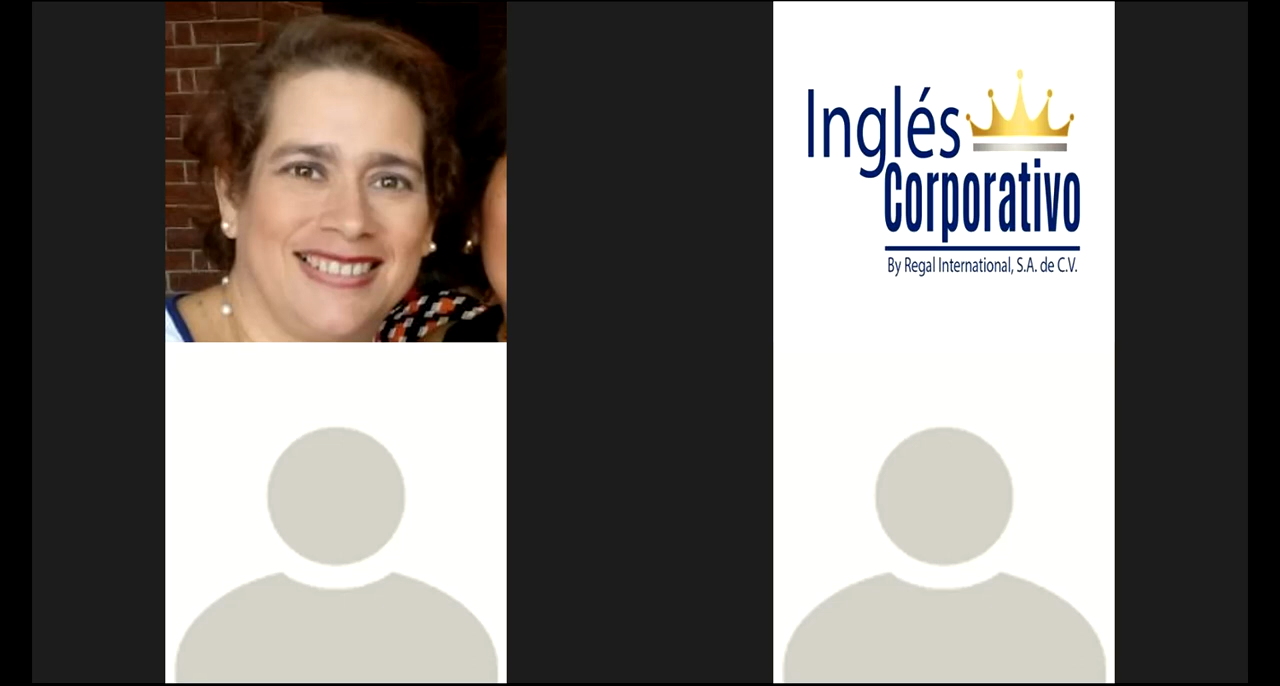 Inglés
Corporativo
By Regal International, S.A. de C.V.